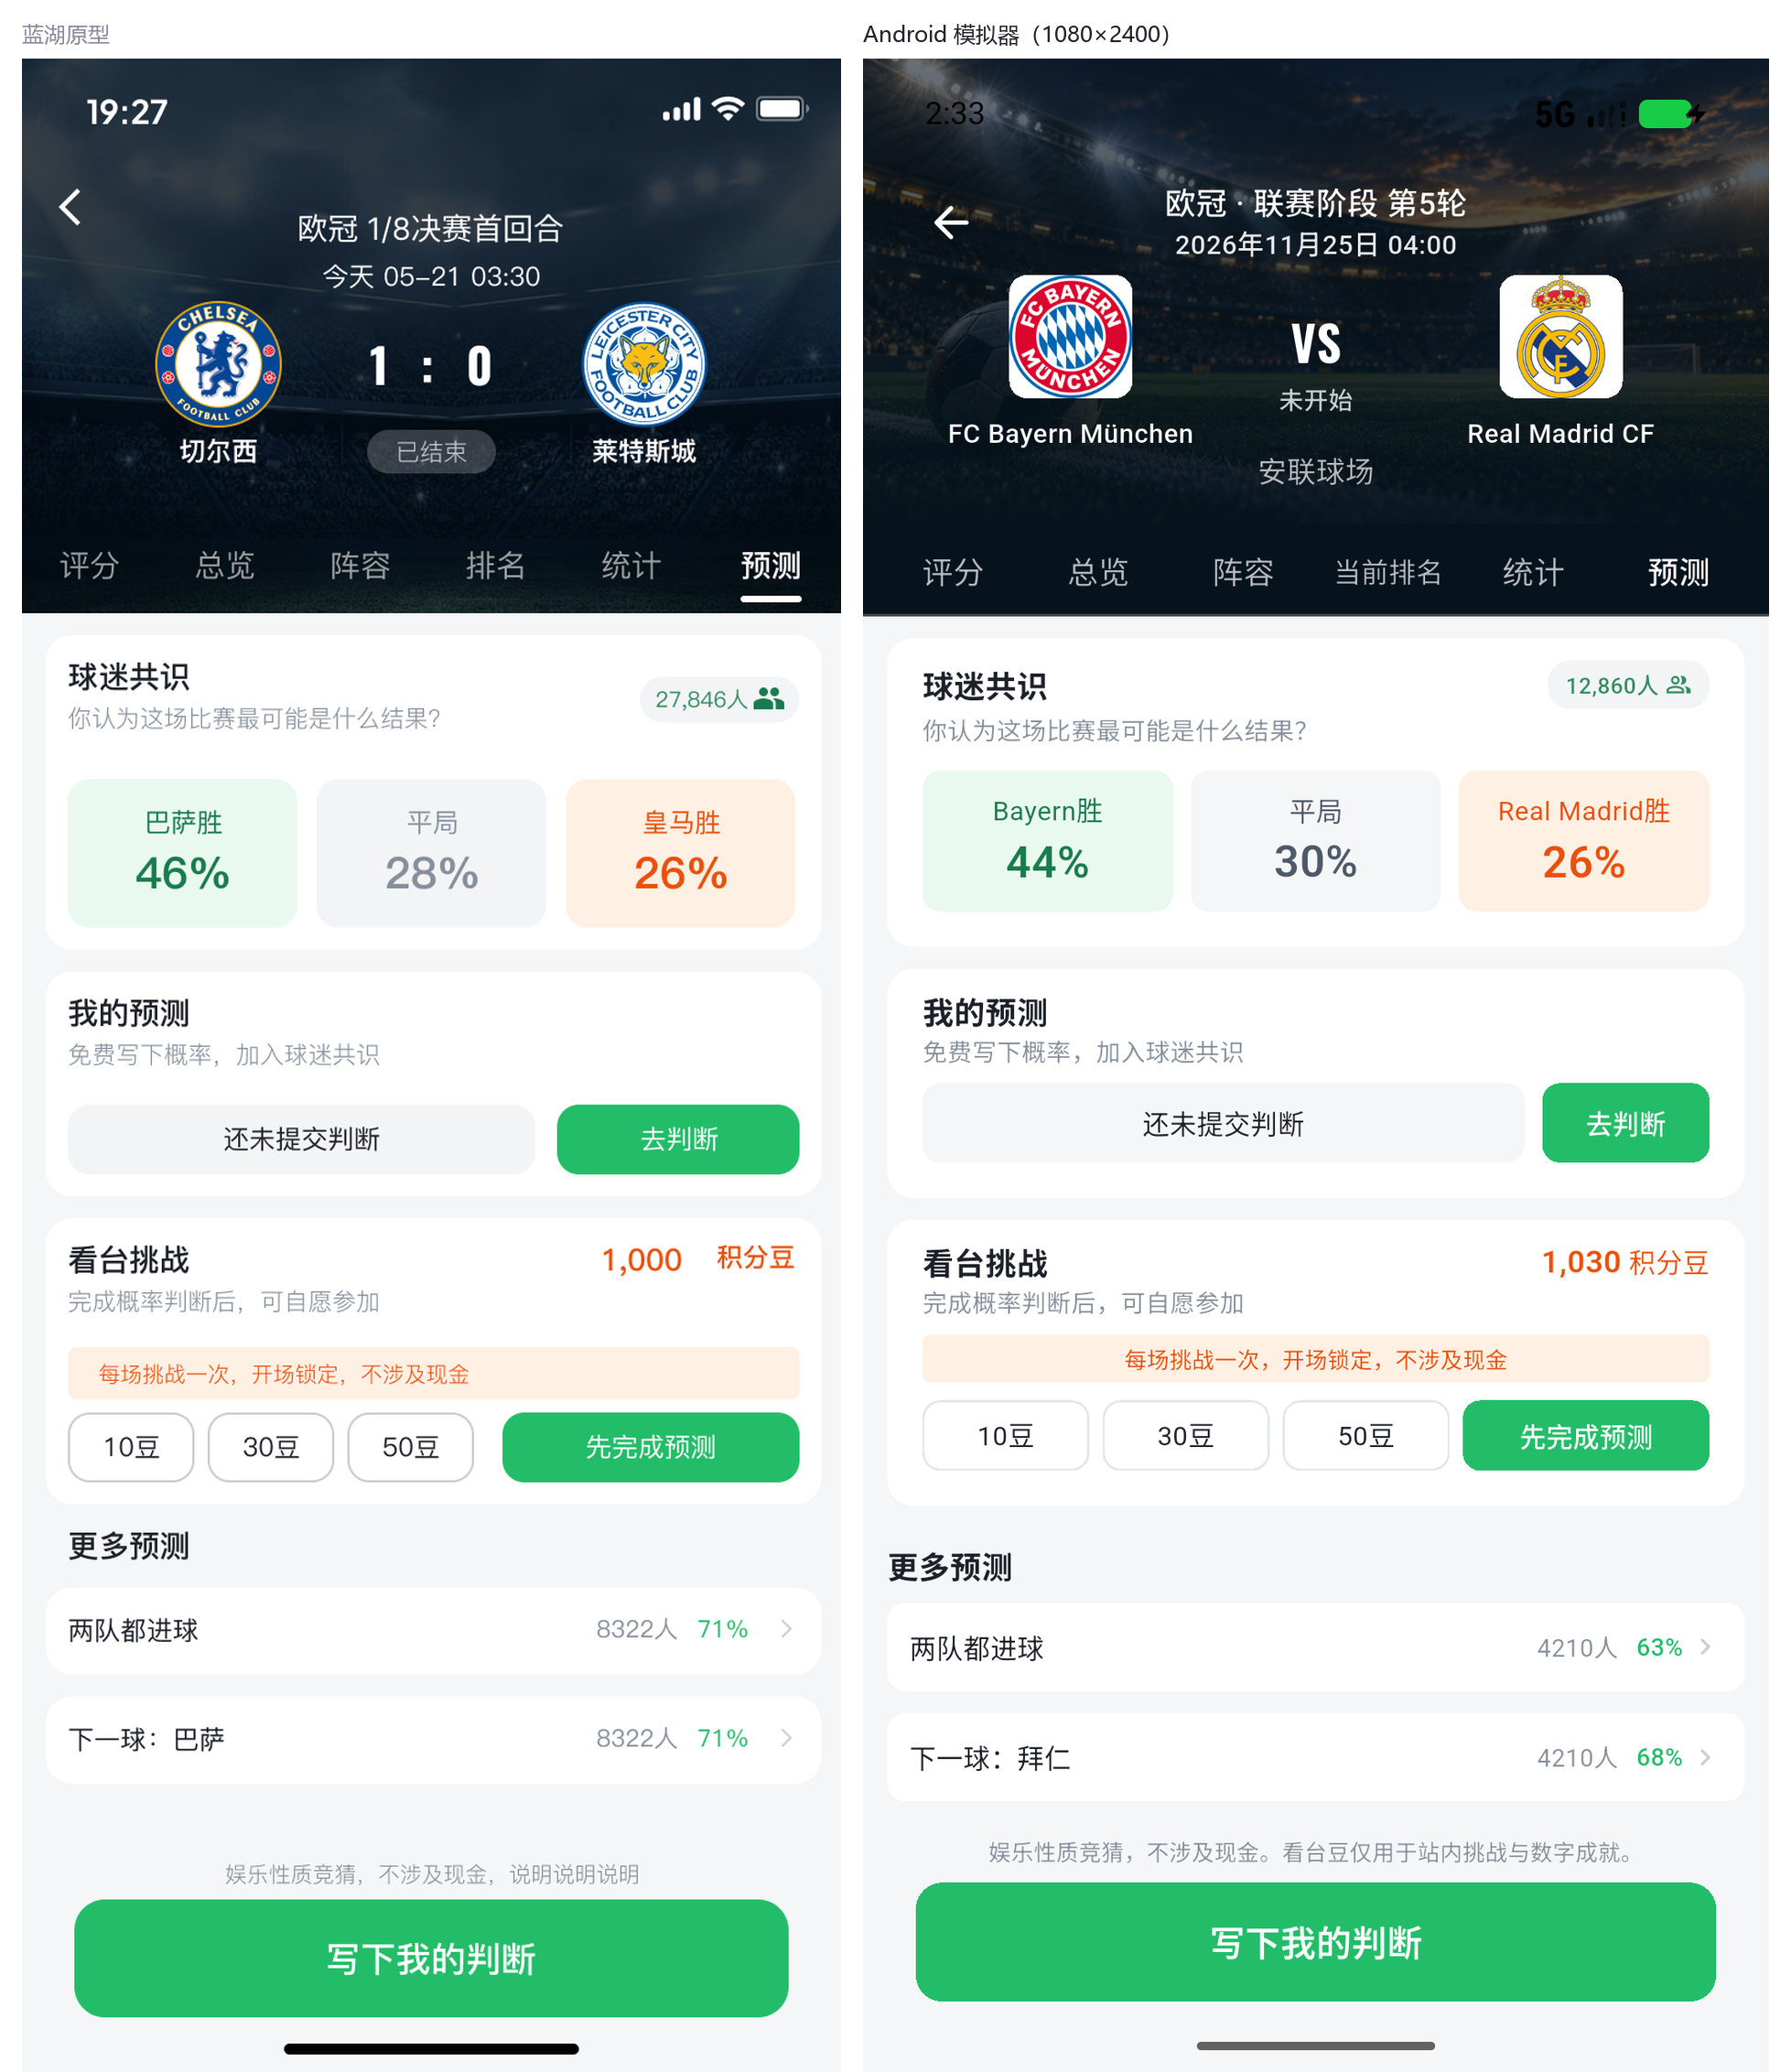 蓝湖原型
19:27
欧冠 1/8决赛首回合
今天 05-21 03:30
CHELSEA
FOOTBALL CLUB
1 : 0
LEICESTER CITY
FOOTBALL CLUB
切尔西
已结束
莱特斯城
评分 总览 阵容 排名 统计 预测
球迷共识
27,846人
你认为这场比赛最可能是什么结果?
巴萨胜 平局 皇马胜
46% 28% 26%
我的预测
免费写下概率，加入球迷共识
还未提交判断 去判断
看台挑战 1,000 积分豆
完成概率判断后，可自愿参加
每场挑战一次，开场锁定，不涉及现金
10豆 30豆 50豆 先完成预测
更多预测
两队都进球 8322人 71%
下一球：巴萨 8322人 71%
娱乐性质竞猜，不涉及现金，说明说明说明
写下我的判断
Android 模拟器（1080×2400）
2:33 5G
欧冠 · 联赛阶段 第5轮
2026年11月25日 04:00
FC BAYERN
MÜNCHEN
VS
未开始
FC Bayern München
Real Madrid CF
安联球场
评分 总览 阵容 当前排名 统计 预测
球迷共识
12,860人
你认为这场比赛最可能是什么结果?
Bayern胜 平局 Real Madrid胜
44% 30% 26%
我的预测
免费写下概率，加入球迷共识
还未提交判断 去判断
看台挑战 1,030 积分豆
完成概率判断后，可自愿参加
每场挑战一次，开场锁定，不涉及现金
10豆 30豆 50豆 先完成预测
更多预测
两队都进球 4210人 63%
下一球：拜仁 4210人 68%
娱乐性质竞猜，不涉及现金。看台豆仅用于站内挑战与数字成就。
写下我的判断